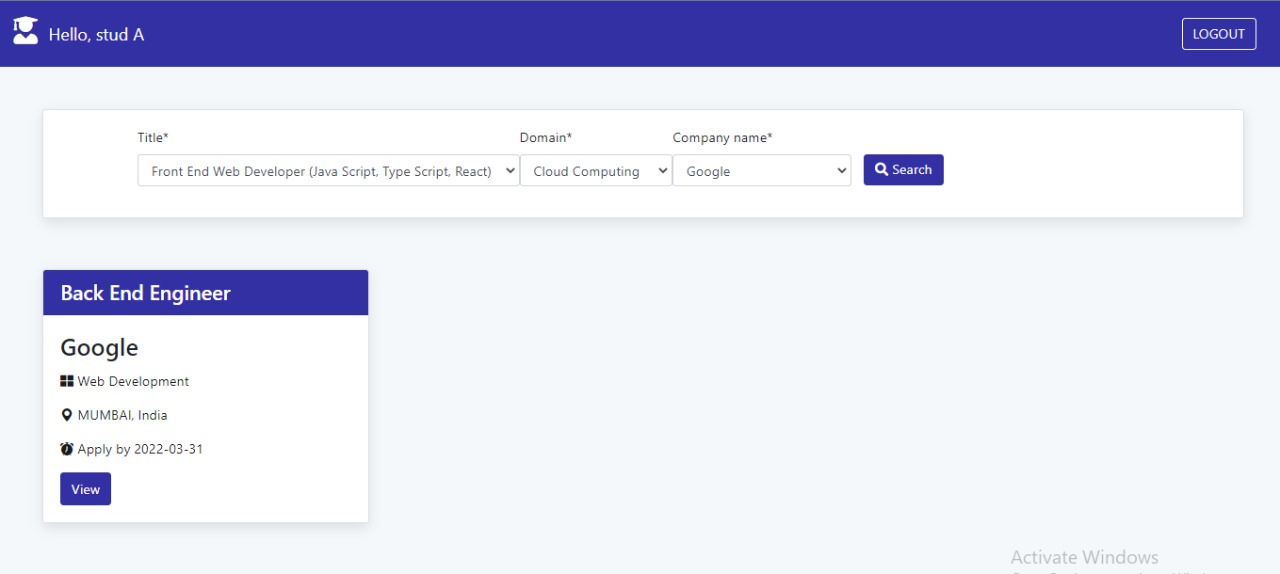 Hello, stud A
LOGOUT
Title*
Domain*
Company name*
Front End Web Developer (Java Script, Type Script, React)
Cloud Computing
Google
Search
Back End Engineer
Google
Web Development
MUMBAI, India
Apply by 2022-03-31
View
Activate Windows